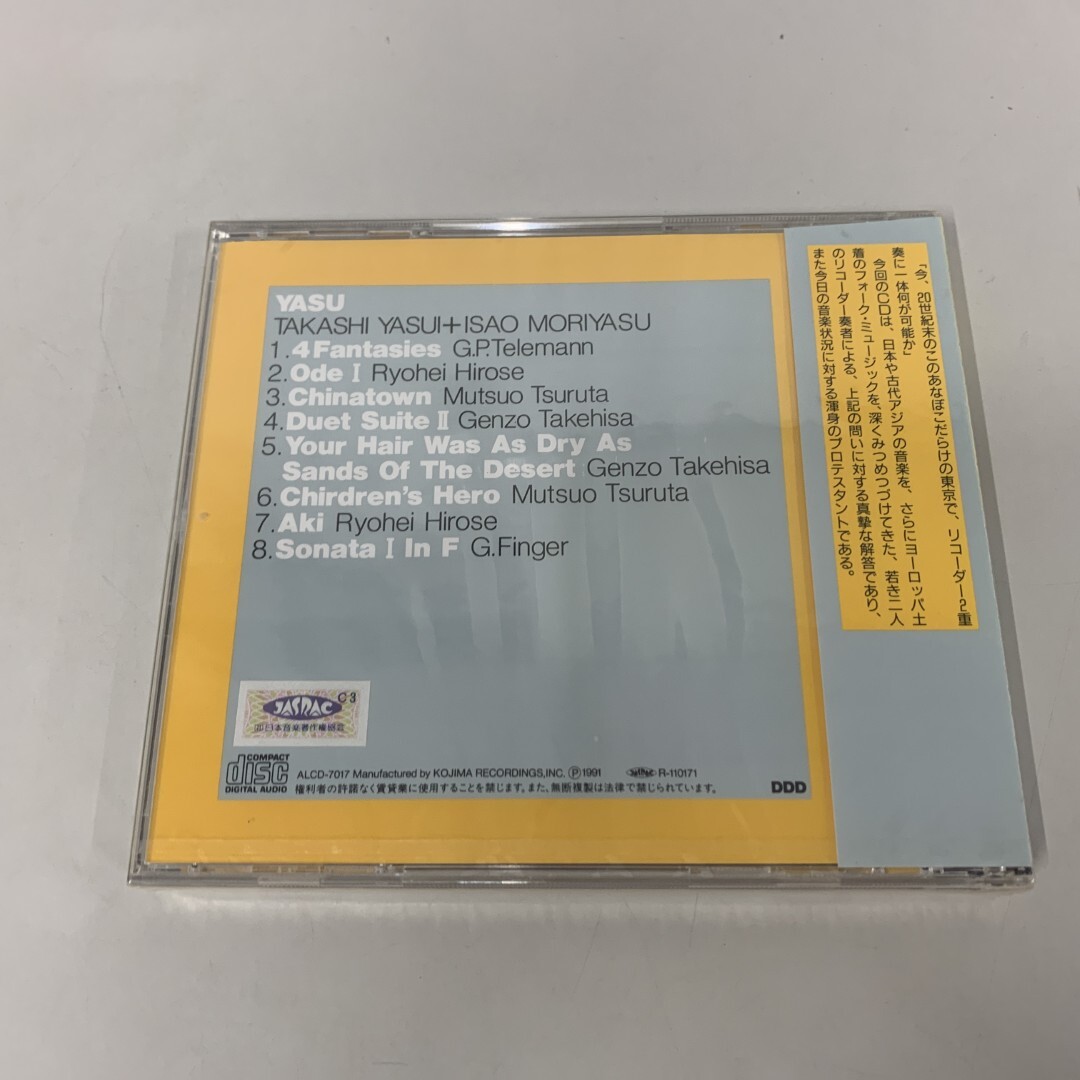 YASU
TAKASHI YASUI+ISAO MORIYASU
1. 4 Fantasies G.P.Telemann
2. Ode I Ryohei Hirose
3. Chinatown Mutsuo Tsuruta
4. Duet Suite II Genzo Takehisa
5. Your Hair Was As Dry As
Sands Of The Desert Genzo Takehisa
6. Chirdren's Hero Mutsuo Tsuruta
7. Aki Ryohei Hirose
8. Sonata I In F G.Finger
C3
JASRAC
日本音楽著作権協会
COMPACT
disc
DIGITAL AUDIO
ALCD-7017 Manufactured by KOJIMA RECORDINGS,INC. Ⓟ1991
R-110171
権利者の許諾なく賃貸業に使用することを禁じます。また、無断複製は法律で禁じられています。
DDD
「今、20世紀末のこのあなぼこだらけの東京で、リコーダー2重
奏に一体何が可能か」
今回のCDは、日本や古代アジアの音楽を、さらにヨーロッパ土
着のフォーク・ミュージックを、深くみつめつづけてきた、若き二人
のリコーダー奏者による、上記の問いに対する真摯な解答であり、
また今日の音楽状況に対する渾身のプロテスタントである。